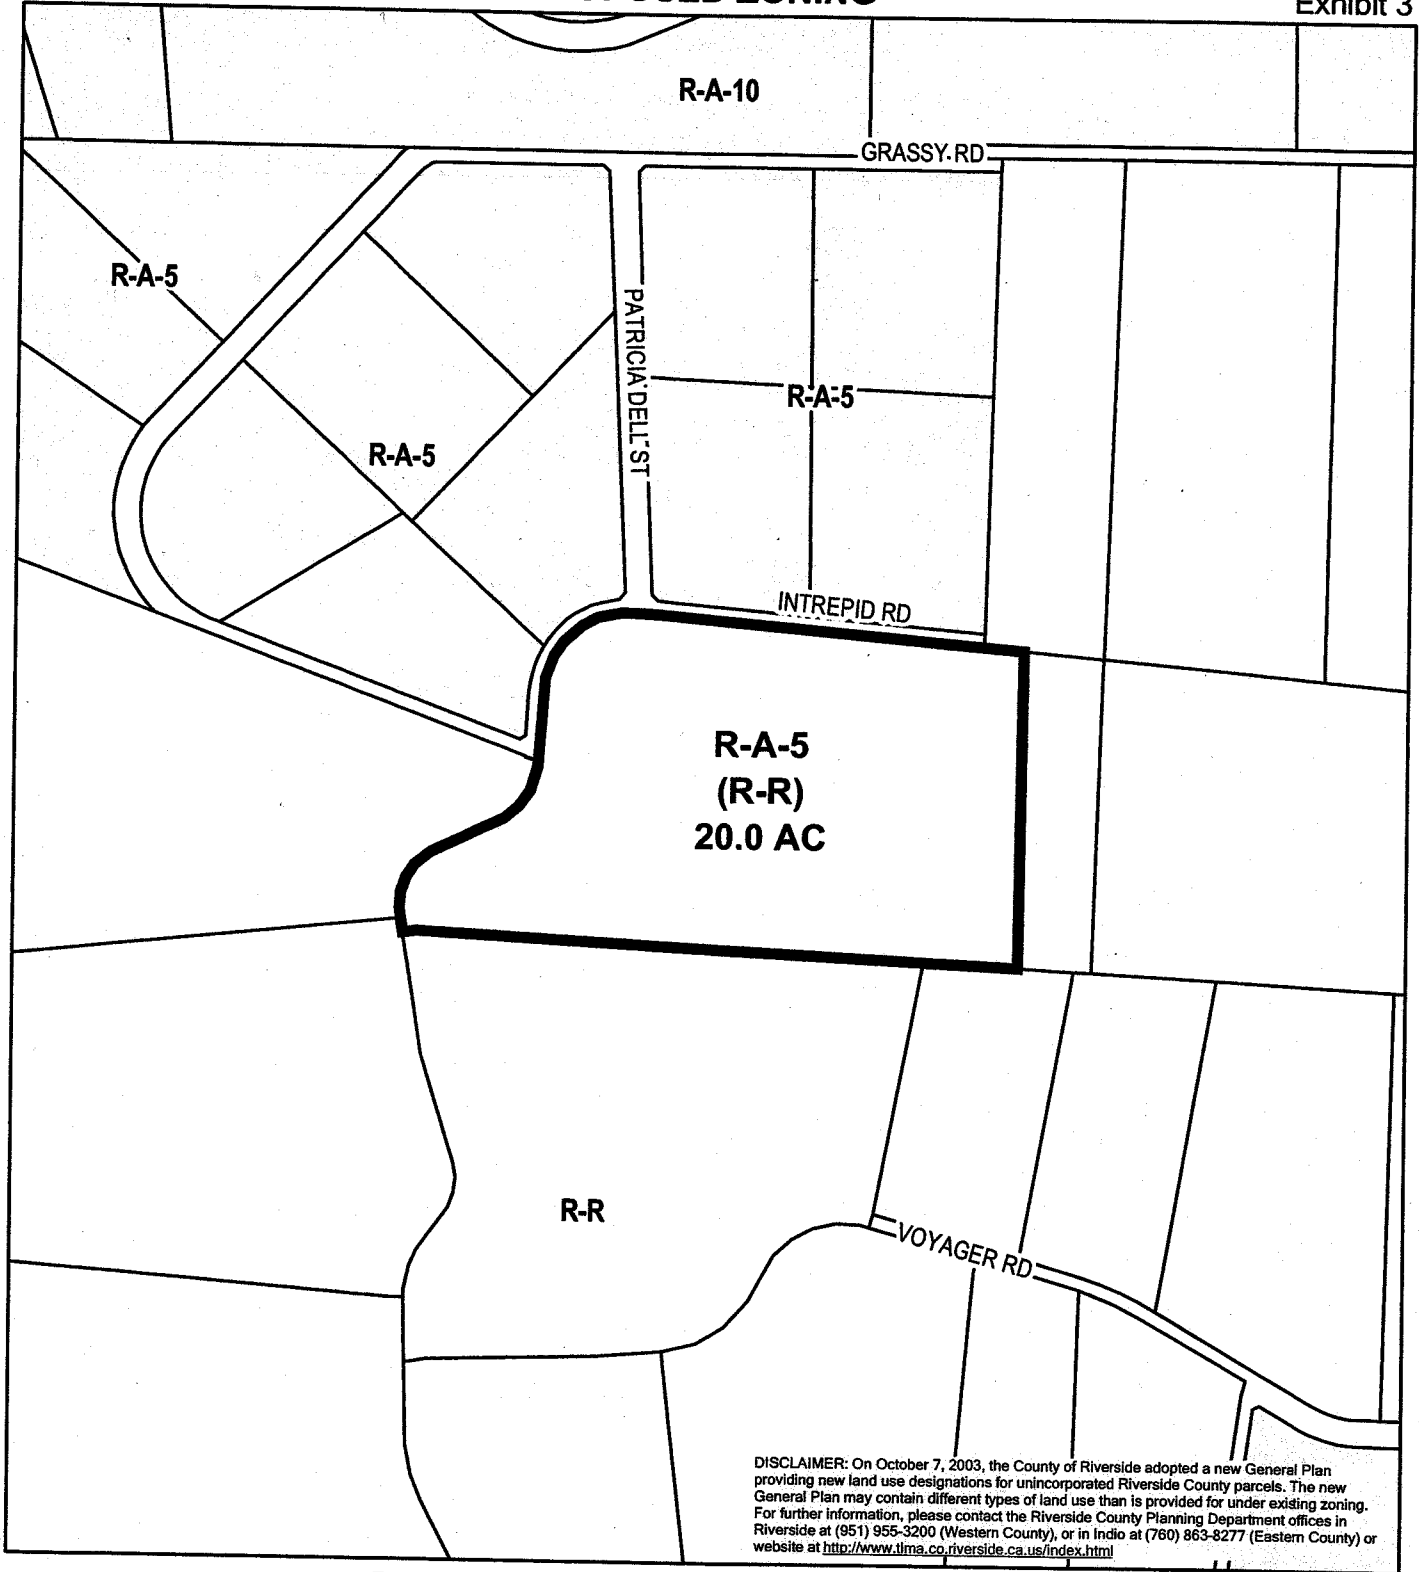 ZONING
Exhibit 3
R-A-10
GRASSY RD
R-A-5
PATRICIA DELL ST
R-A-5
R-A-5
INTREPID RD
R-A-5
(R-R)
20.0 AC
R-R
VOYAGER RD
DISCLAIMER: On October 7, 2003, the County of Riverside adopted a new General Plan
providing new land use designations for unincorporated Riverside County parcels. The new
General Plan may contain different types of land use than is provided for under existing zoning.
For further information, please contact the Riverside County Planning Department offices in
Riverside at (951) 955-3200 (Western County), or in Indio at (760) 863-8277 (Eastern County) or
website at http://www.tlma.co.riverside.ca.us/index.html